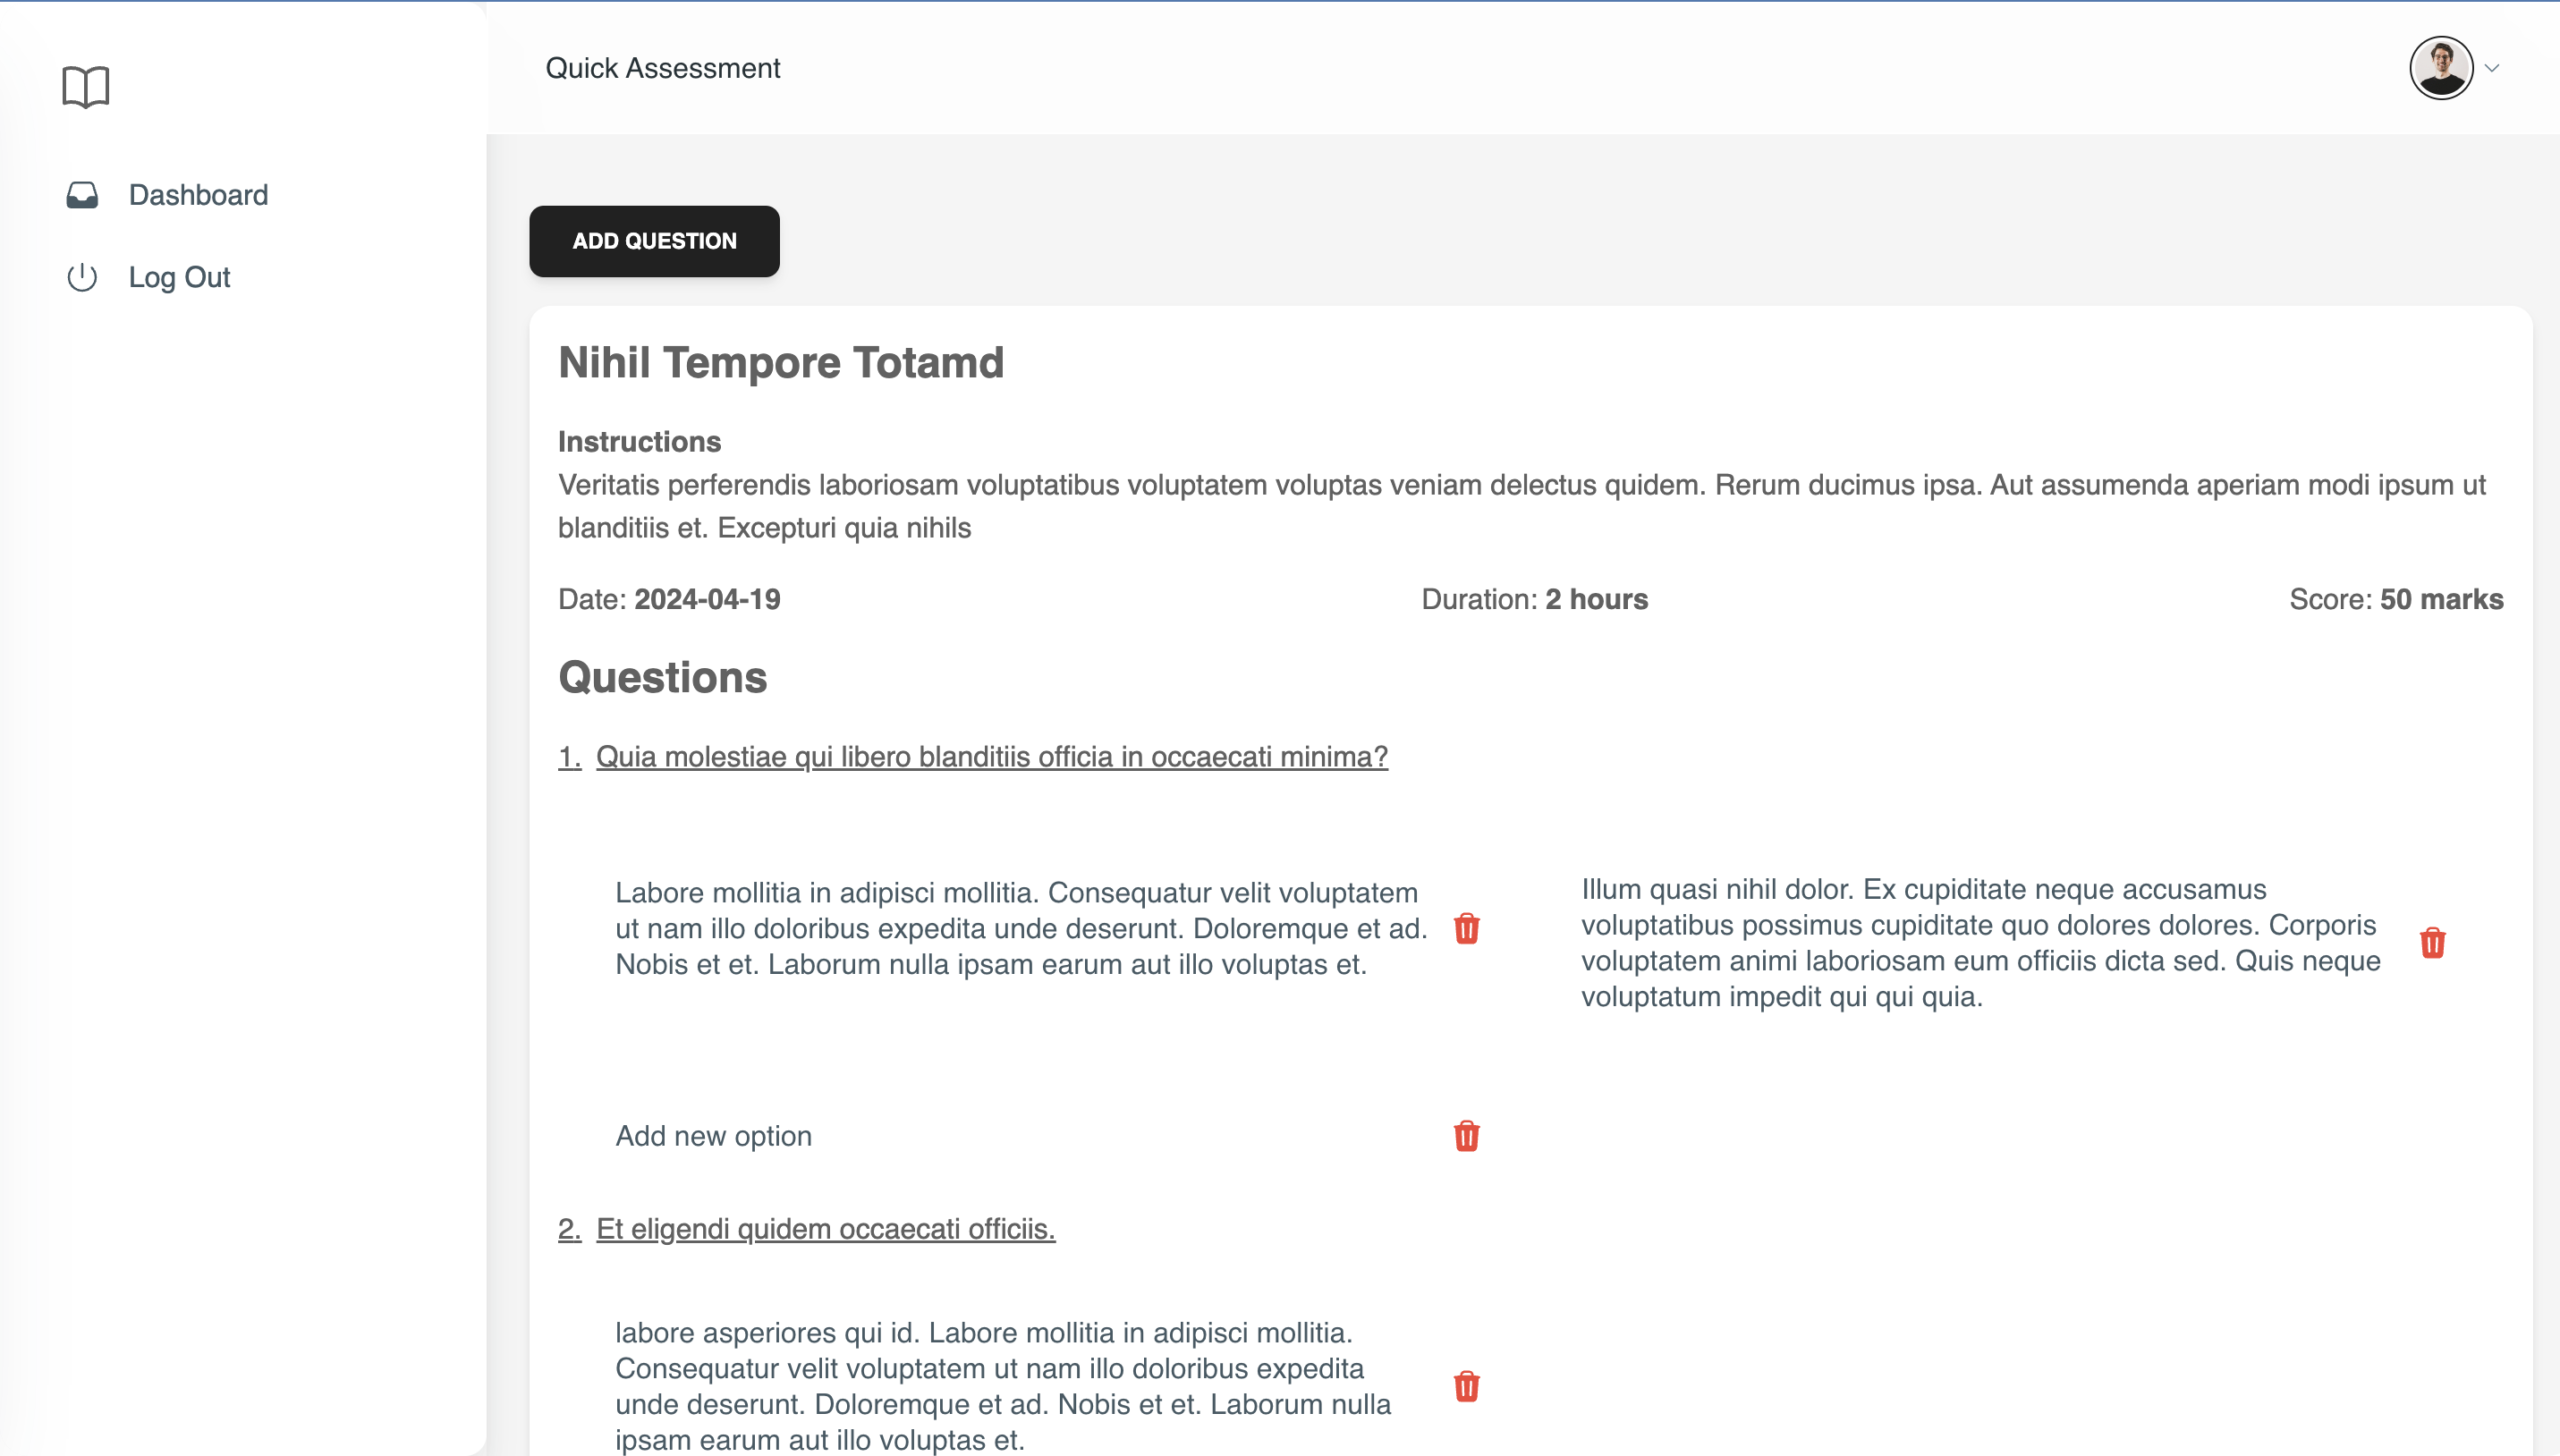 Quick Assessment
Dashboard
Log Out
ADD QUESTION
Nihil Tempore Totamd
Instructions
Veritatis perferendis laboriosam voluptatibus voluptatem voluptas veniam delectus quidem. Rerum ducimus ipsa. Aut assumenda aperiam modi ipsum ut
blanditiis et. Excepturi quia nihils
Date: 2024-04-19
Duration: 2 hours
Score: 50 marks
Questions
1. Quia molestiae qui libero blanditiis officia in occaecati minima?
Labore mollitia in adipisci mollitia. Consequatur velit voluptatem
ut nam illo doloribus expedita unde deserunt. Doloremque et ad.
Nobis et et. Laborum nulla ipsam earum aut illo voluptas et.
Illum quasi nihil dolor. Ex cupiditate neque accusamus
voluptatibus possimus cupiditate quo dolores dolores. Corporis
voluptatem animi laboriosam eum officiis dicta sed. Quis neque
voluptatum impedit qui qui quia.
Add new option
2. Et eligendi quidem occaecati officiis.
labore asperiores qui id. Labore mollitia in adipisci mollitia.
Consequatur velit voluptatem ut nam illo doloribus expedita
unde deserunt. Doloremque et ad. Nobis et et. Laborum nulla
ipsam earum aut illo voluptas et.